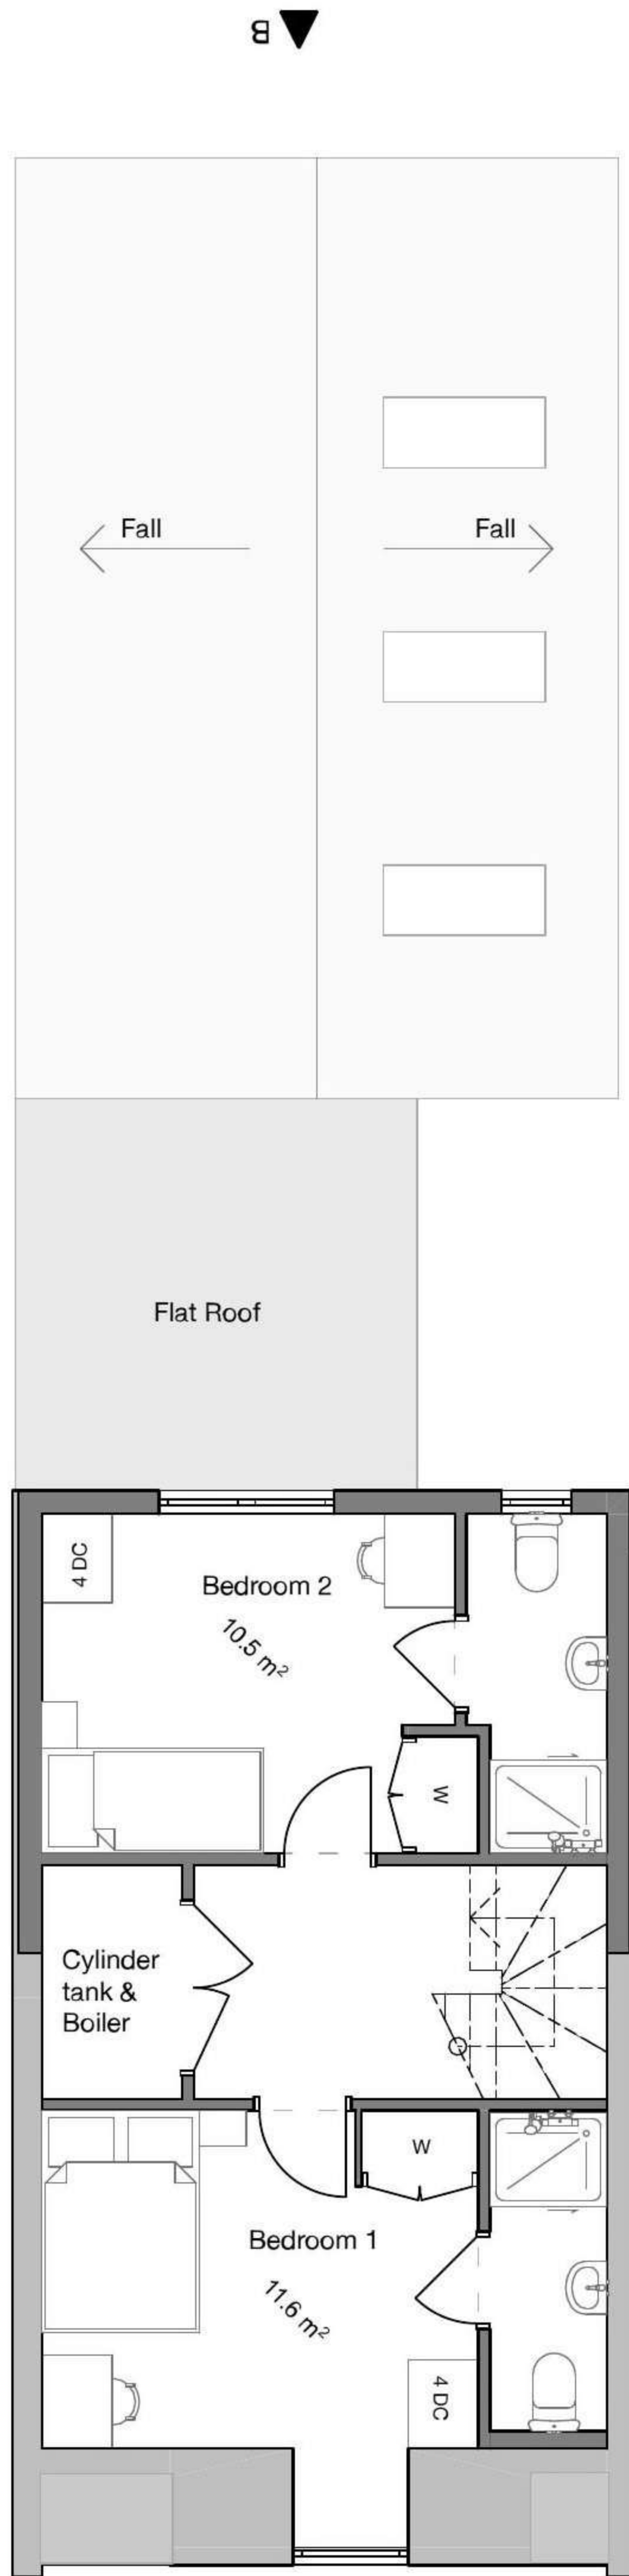 B
Fall
Fall
Flat Roof
4 DC
Bedroom 2
10.5 m²
W
Cylinder
tank &
Boiler
W
Bedroom 1
11.6 m²
4 DC